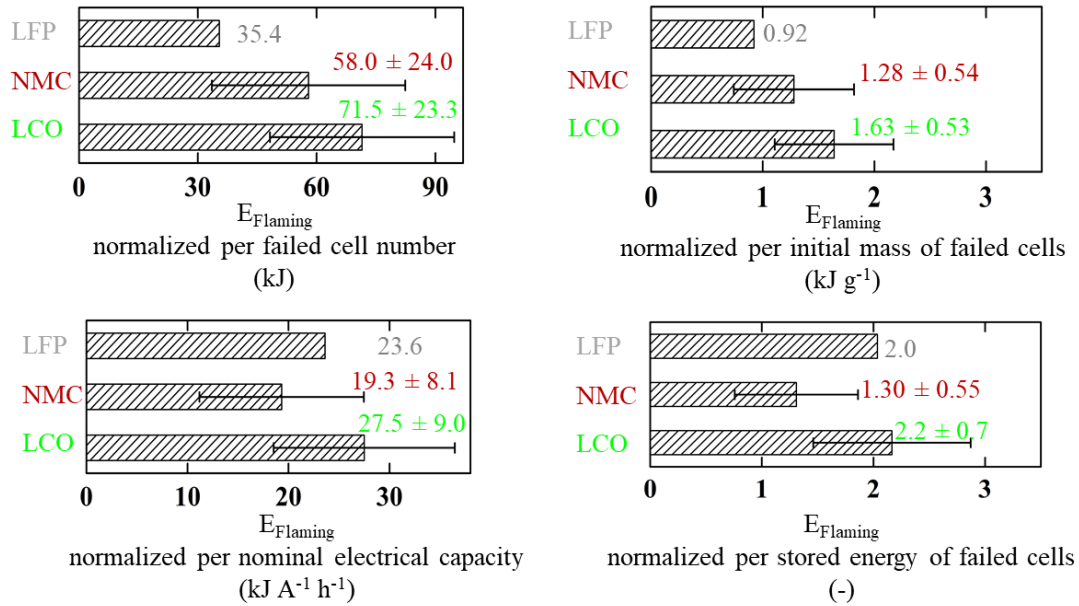 LFP
35.4
NMC
58.0 ± 24.0
LCO
71.5 ± 23.3
0 30 60 90
E_Flaming
normalized per failed cell number
(kJ)
LFP
0.92
NMC
1.28 ± 0.54
LCO
1.63 ± 0.53
0 1 2 3
E_Flaming
normalized per initial mass of failed cells
(kJ g⁻¹)
LFP
23.6
NMC
19.3 ± 8.1
LCO
27.5 ± 9.0
0 10 20 30
E_Flaming
normalized per nominal electrical capacity
(kJ A⁻¹ h⁻¹)
LFP
2.0
NMC
1.30 ± 0.55
LCO
2.2 ± 0.7
0 1 2 3
E_Flaming
normalized per stored energy of failed cells
(-)